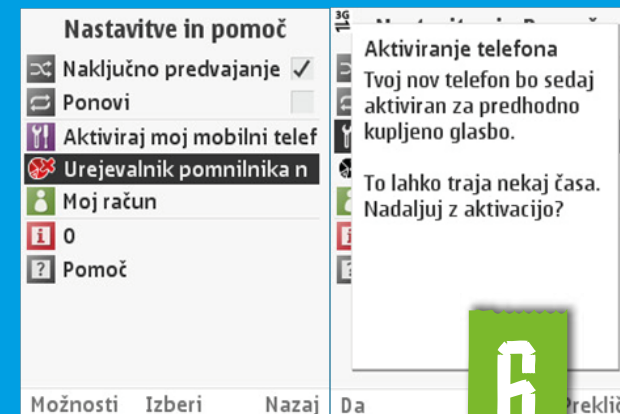 Nastavitve in pomoč
Naključno predvajanje
Ponovi
Aktiviraj moj mobilni telef
Urejevalnik pomnilnika n
Moj račun
O
Pomoč
Možnosti Izberi Nazaj
3G
Aktiviranje telefona
Tvoj nov telefon bo sedaj
aktiviran za predhodno
kupljeno glasbo.
To lahko traja nekaj časa.
Nadaljuj z aktivacijo?
Da Preklič
6